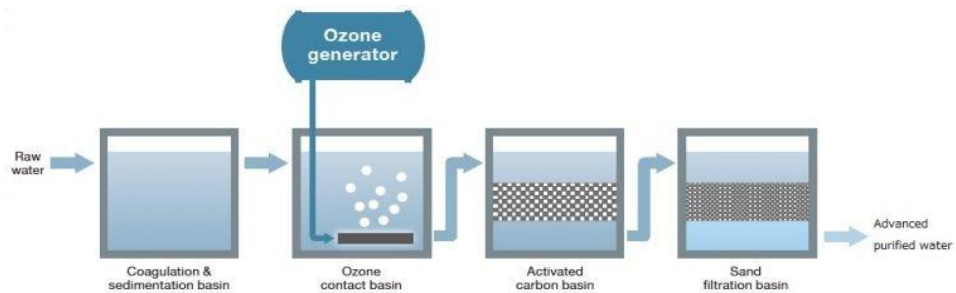 Ozone
generator
Raw
water
Advanced
purified water
Coagulation &
sedimentation basin
Ozone
contact basin
Activated
carbon basin
Sand
filtration basin